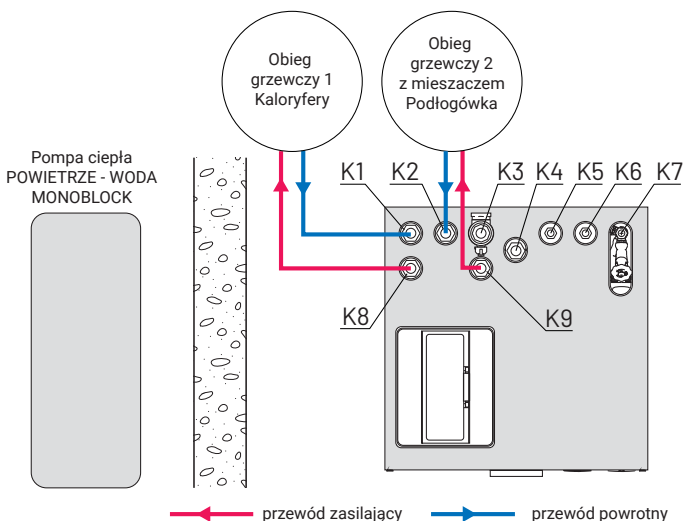 Obieg
grzewczy 1
Kaloryfery
Obieg
grzewczy 2
z mieszaczem
Podłogówka
Pompa ciepła
POWIETRZE - WODA
MONOBLOCK
K1 K2 K3 K4 K5 K6 K7
K8 K9
przewód zasilający przewód powrotny